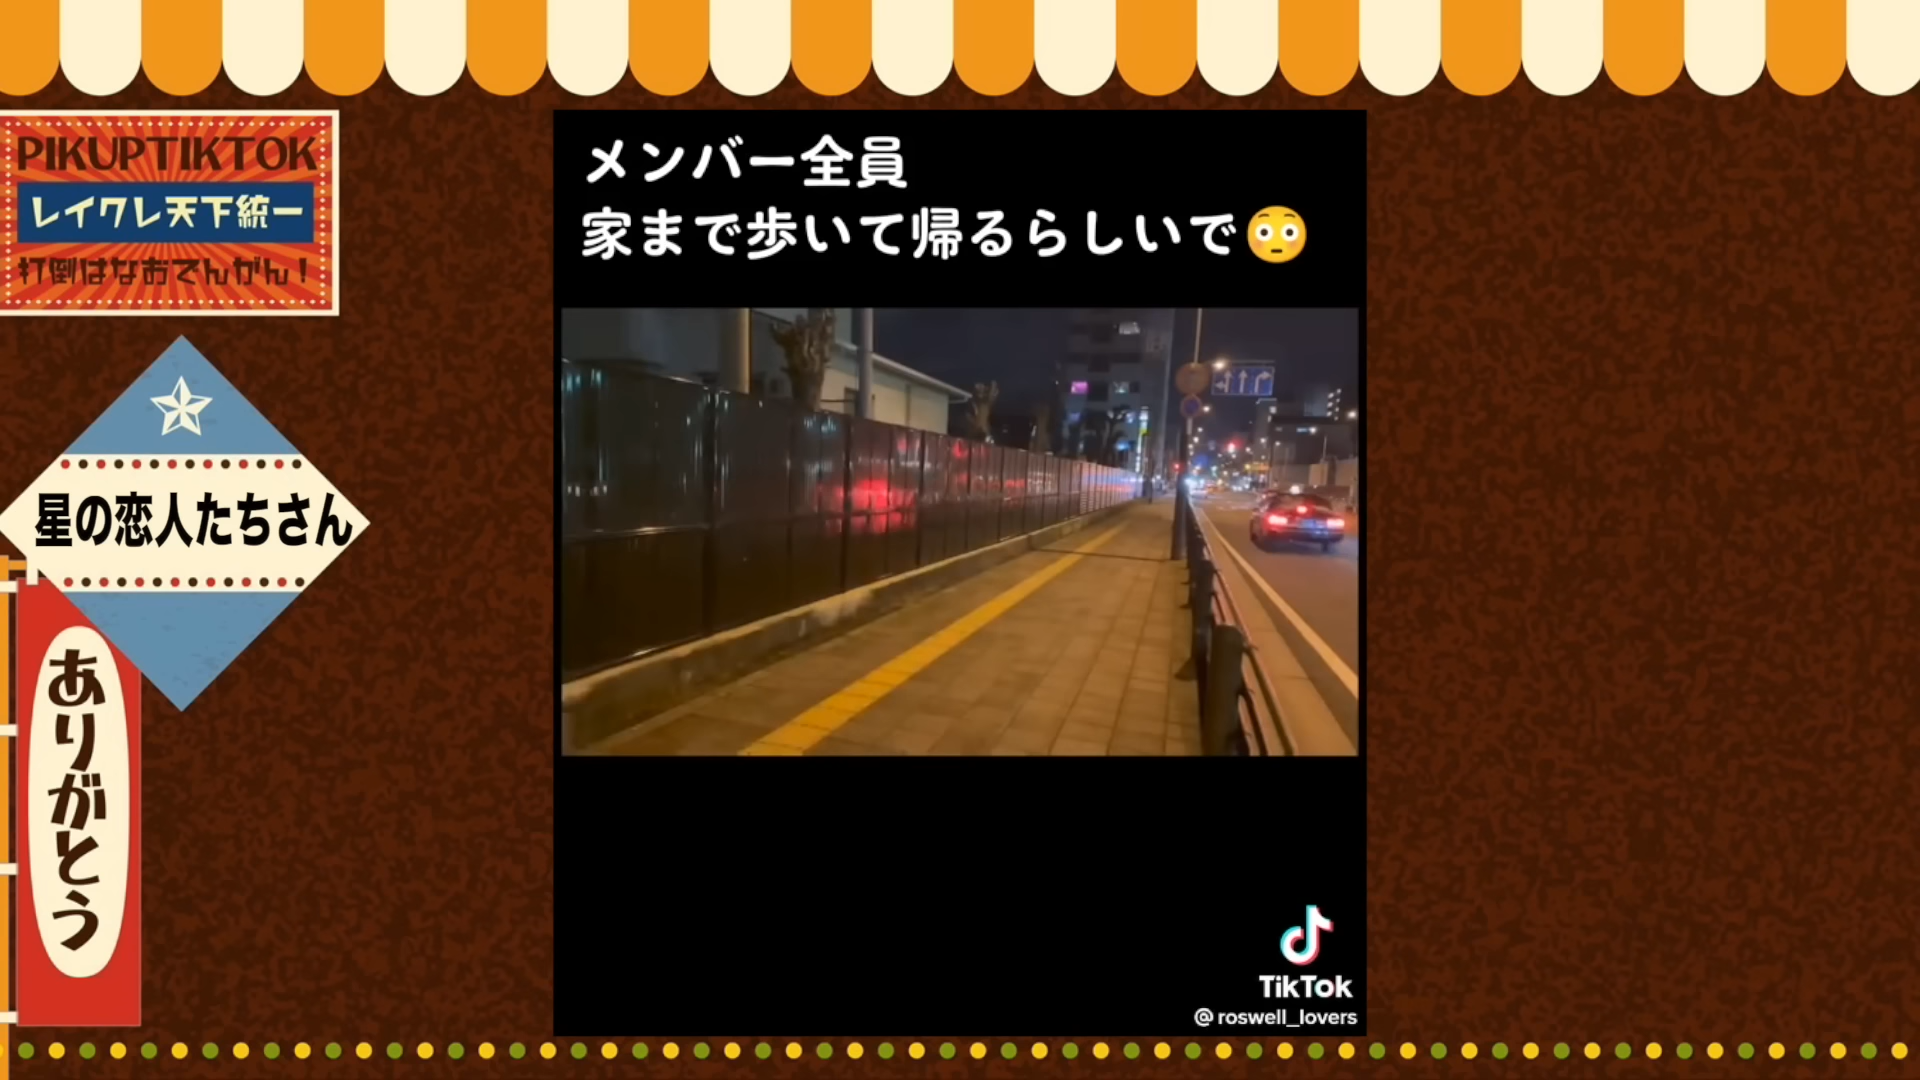 PIKUPTIKTOK
レイクレ天下統一
打倒はなおでんがん！
星の恋人たちさん
ありがとう
メンバー全員
家まで歩いて帰るらしいで😳
TikTok
@roswell_lovers